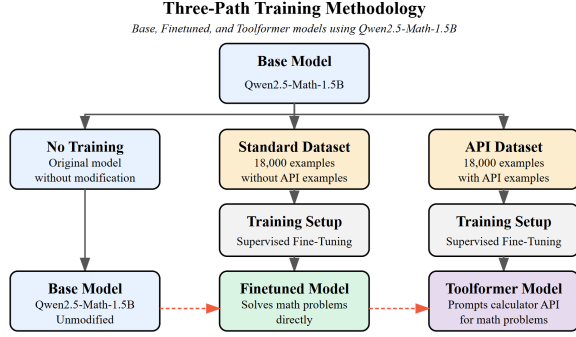 Three-Path Training Methodology
Base, Finetuned, and Toolformer models using Qwen2.5-Math-1.5B
Base Model
Qwen2.5-Math-1.5B
No Training
Original model
without modification
Standard Dataset
18,000 examples
without API examples
API Dataset
18,000 examples
with API examples
Training Setup
Supervised Fine-Tuning
Training Setup
Supervised Fine-Tuning
Base Model
Qwen2.5-Math-1.5B
Unmodified
Finetuned Model
Solves math problems
directly
Toolformer Model
Prompts calculator API
for math problems